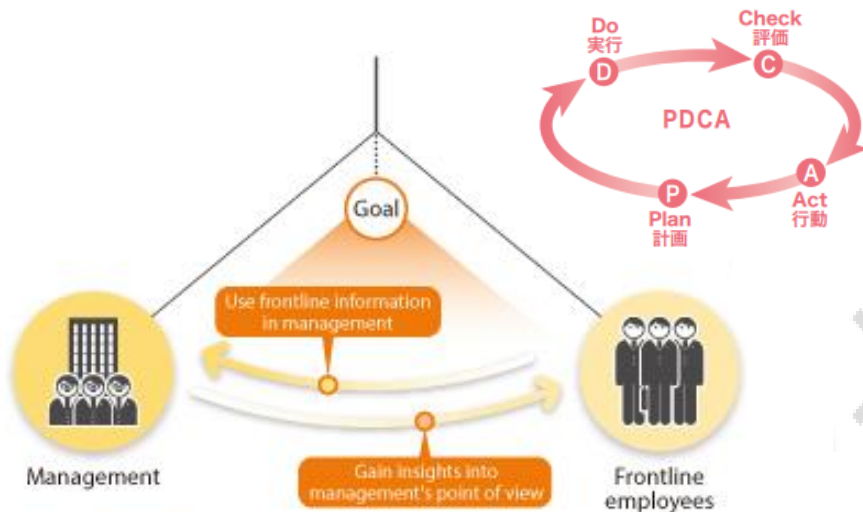 Do
実行
Check
評価
D
C
PDCA
A
P
Act
行動
Plan
計画
Goal
Use frontline information
in management
Gain insights into
management's point of view
Management
Frontline
employees